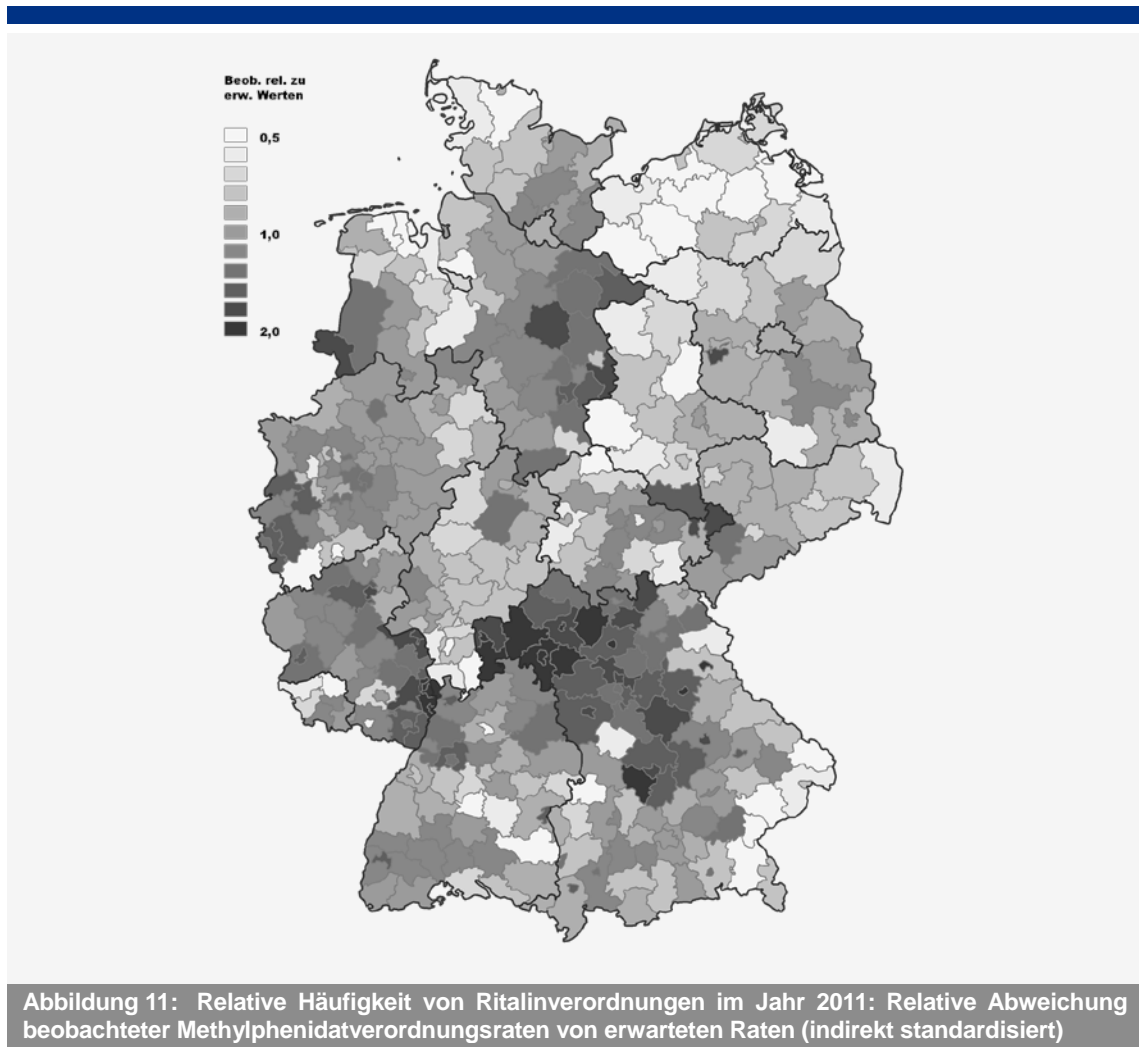 Beob. rel. zu
erw. Werten
0,5
1,0
2,0
Abbildung 11: Relative Häufigkeit von Ritalinverordnungen im Jahr 2011: Relative Abweichung
beobachteter Methylphenidatverordnungsraten von erwarteten Raten (indirekt standardisiert)